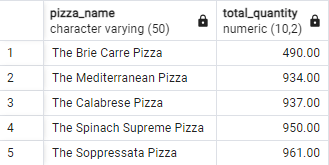 pizza_name total_quantity
character varying (50) numeric (10,2)
1 The Brie Carre Pizza 490.00
2 The Mediterranean Pizza 934.00
3 The Calabrese Pizza 937.00
4 The Spinach Supreme Pizza 950.00
5 The Soppressata Pizza 961.00